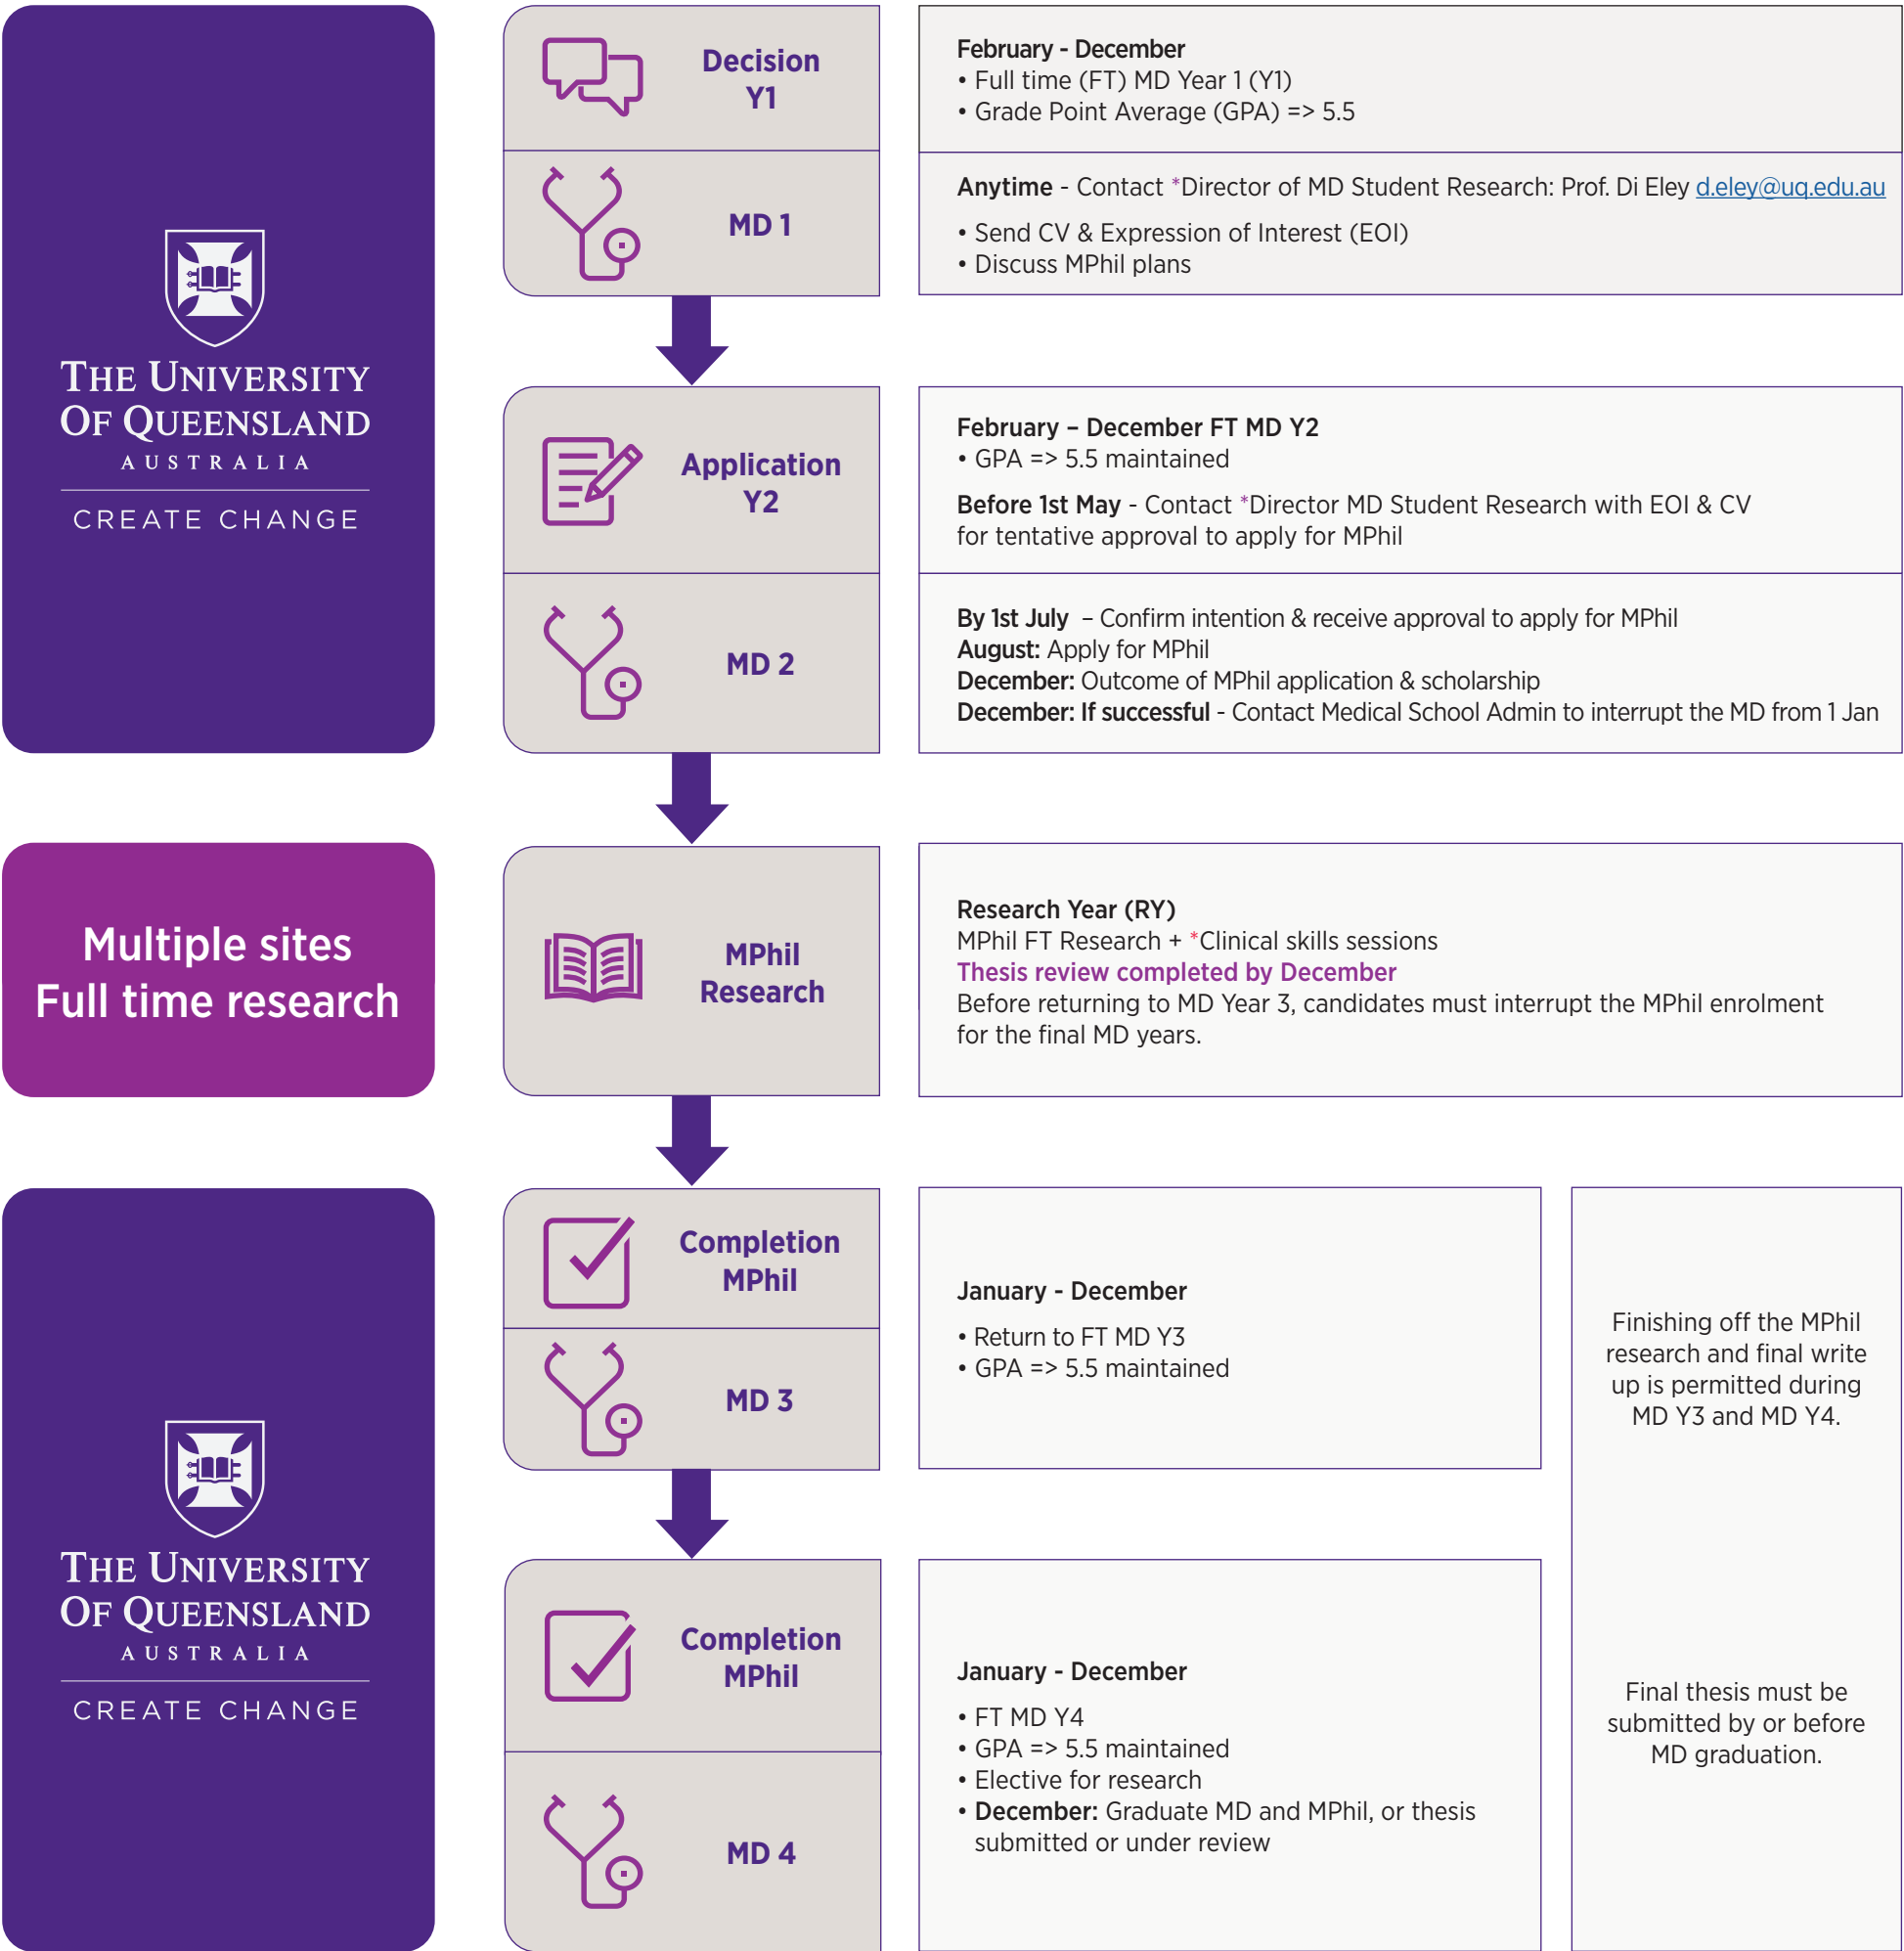 THE UNIVERSITY
OF QUEENSLAND
AUSTRALIA
CREATE CHANGE
Decision
Y1
February - December
• Full time (FT) MD Year 1 (Y1)
• Grade Point Average (GPA) => 5.5
MD 1
Anytime - Contact *Director of MD Student Research: Prof. Di Eley d.eley@uq.edu.au
• Send CV & Expression of Interest (EOI)
• Discuss MPhil plans
Application
Y2
February – December FT MD Y2
• GPA => 5.5 maintained
Before 1st May - Contact *Director MD Student Research with EOI & CV
for tentative approval to apply for MPhil
MD 2
By 1st July – Confirm intention & receive approval to apply for MPhil
August: Apply for MPhil
December: Outcome of MPhil application & scholarship
December: If successful - Contact Medical School Admin to interrupt the MD from 1 Jan
Multiple sites
Full time research
MPhil
Research
Research Year (RY)
MPhil FT Research + *Clinical skills sessions
Thesis review completed by December
Before returning to MD Year 3, candidates must interrupt the MPhil enrolment
for the final MD years.
THE UNIVERSITY
OF QUEENSLAND
AUSTRALIA
CREATE CHANGE
Completion
MPhil
MD 3
January - December
• Return to FT MD Y3
• GPA => 5.5 maintained
Finishing off the MPhil
research and final write
up is permitted during
MD Y3 and MD Y4.
Completion
MPhil
MD 4
January - December
• FT MD Y4
• GPA => 5.5 maintained
• Elective for research
• December: Graduate MD and MPhil, or thesis
submitted or under review
Final thesis must be
submitted by or before
MD graduation.